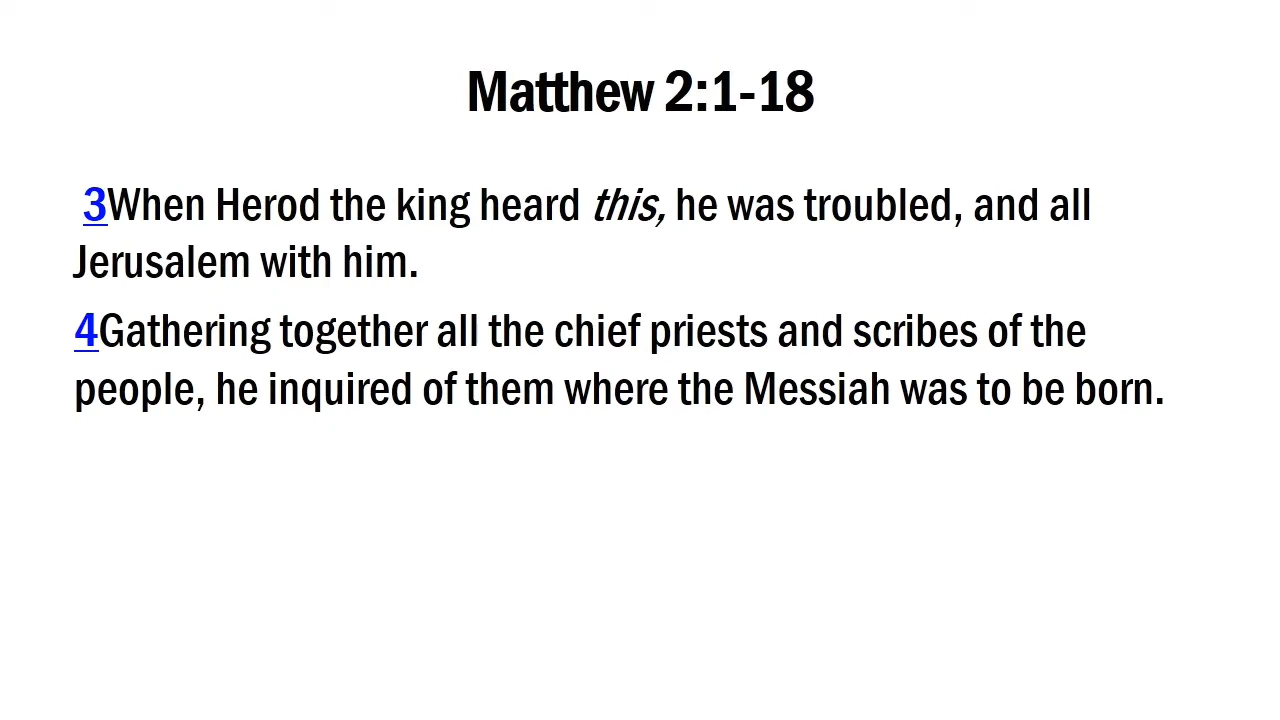 Matthew 2:1-18
3When Herod the king heard this, he was troubled, and all
Jerusalem with him.
4Gathering together all the chief priests and scribes of the
people, he inquired of them where the Messiah was to be born.